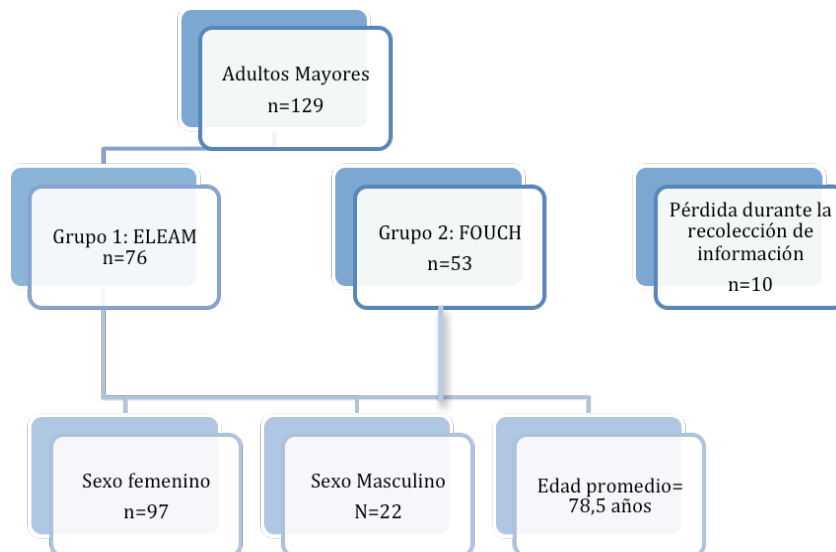 Adultos Mayores
n=129
Grupo 1: ELEAM
n=76
Grupo 2: FOUCH
n=53
Pérdida durante la
recolección de
información
n=10
Sexo femenino
n=97
Sexo Masculino
N=22
Edad promedio=
78,5 años